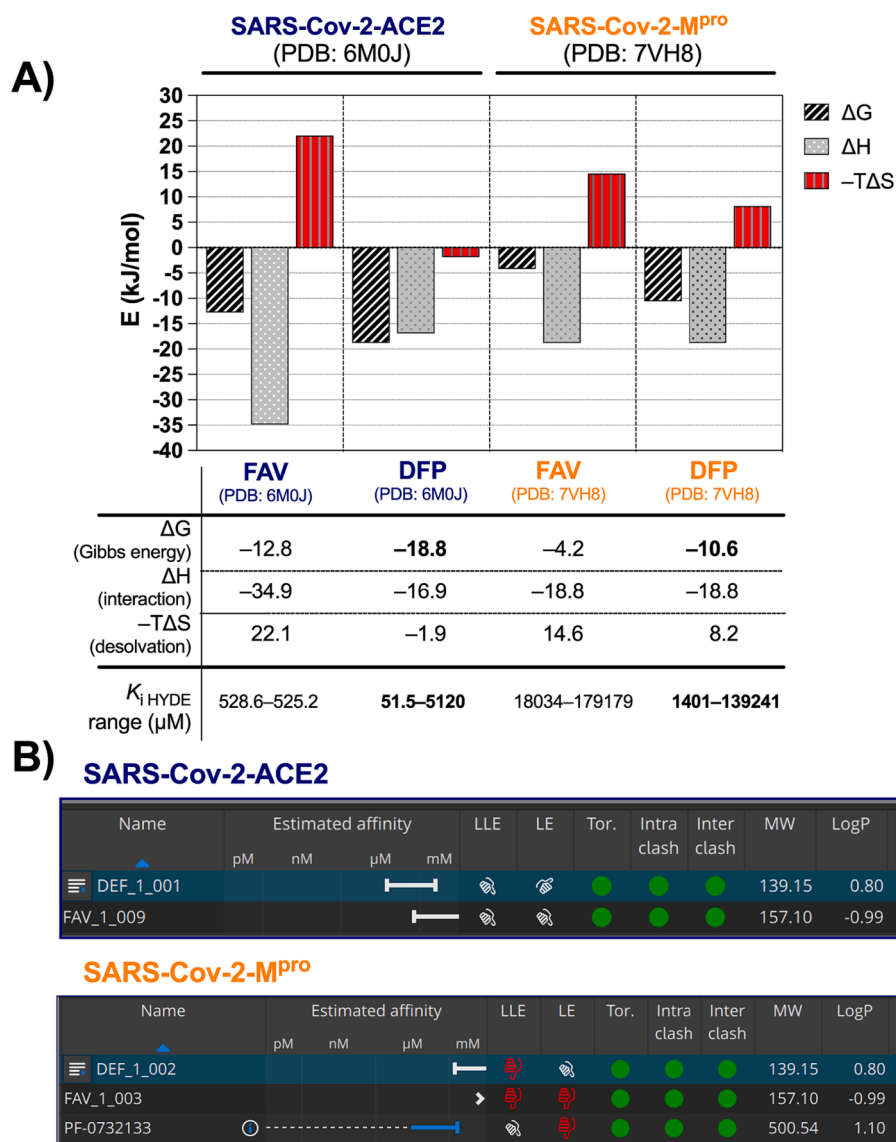 SARS-Cov-2-ACE2 SARS-Cov-2-Mpro
(PDB: 6M0J) (PDB: 7VH8)
A)
30
25
20
15
10
5
0
-5
-10
-15
-20
-25
-30
-35
-40
E (kJ/mol)
ΔG
ΔH
–TΔS
FAV DFP FAV DFP
(PDB: 6M0J) (PDB: 6M0J) (PDB: 7VH8) (PDB: 7VH8)
ΔG
(Gibbs energy) –12.8 –18.8 –4.2 –10.6
ΔH
(interaction) –34.9 –16.9 –18.8 –18.8
–TΔS
(desolvation) 22.1 –1.9 14.6 8.2
Ki HYDE
range (μM) 528.6–525.2 51.5–5120 18034–179179 1401–139241
B)
SARS-Cov-2-ACE2
Name Estimated affinity LLE LE Tor. Intra clash Inter clash MW LogP
pM nM μM mM
DEF_1_001 139.15 0.80
FAV_1_009 157.10 -0.99
SARS-Cov-2-Mpro
Name Estimated affinity LLE LE Tor. Intra clash Inter clash MW LogP
pM nM μM mM
DEF_1_002 139.15 0.80
FAV_1_003 157.10 -0.99
PF-0732133 500.54 1.10